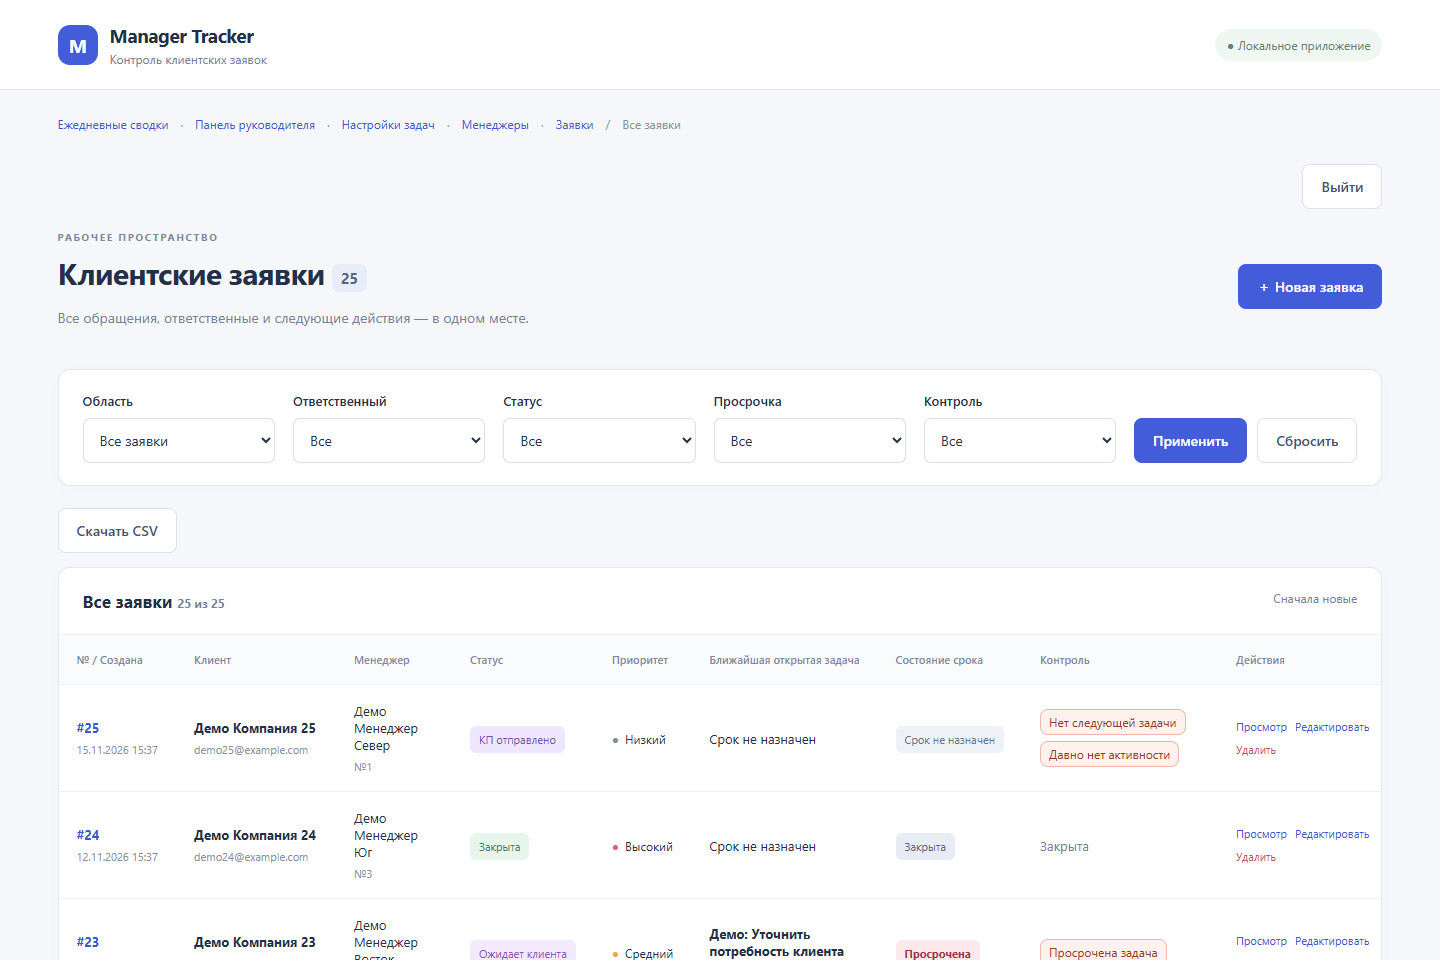 M
Manager Tracker
Контроль клиентских заявок
● Локальное приложение
Ежедневные сводки · Панель руководителя · Настройки задач · Менеджеры · Заявки / Все заявки
Выйти
РАБОЧЕЕ ПРОСТРАНСТВО
Клиентские заявки 25
+ Новая заявка
Все обращения, ответственные и следующие действия — в одном месте.
Область Ответственный Статус Просрочка Контроль
Все заявки Все Все Все Все Применить Сбросить
Скачать CSV
Все заявки 25 из 25
Сначала новые
№ / Создана Клиент Менеджер Статус Приоритет Ближайшая открытая задача Состояние срока Контроль Действия
#25
15.11.2026 15:37
Демо Компания 25
demo25@example.com
Демо
Менеджер
Север
№1
КП отправлено
Низкий
Срок не назначен
Срок не назначен
Нет следующей задачи
Давно нет активности
Просмотр Редактировать
Удалить
#24
12.11.2026 15:37
Демо Компания 24
demo24@example.com
Демо
Менеджер
Юг
№3
Закрыта
Высокий
Срок не назначен
Закрыта
Закрыта
Просмотр Редактировать
Удалить
#23
Демо Компания 23
Демо
Менеджер
Восток
Ожидает клиента
Средний
Демо: Уточнить
потребность клиента
Просрочена
Просрочена задача
Просмотр Редактировать